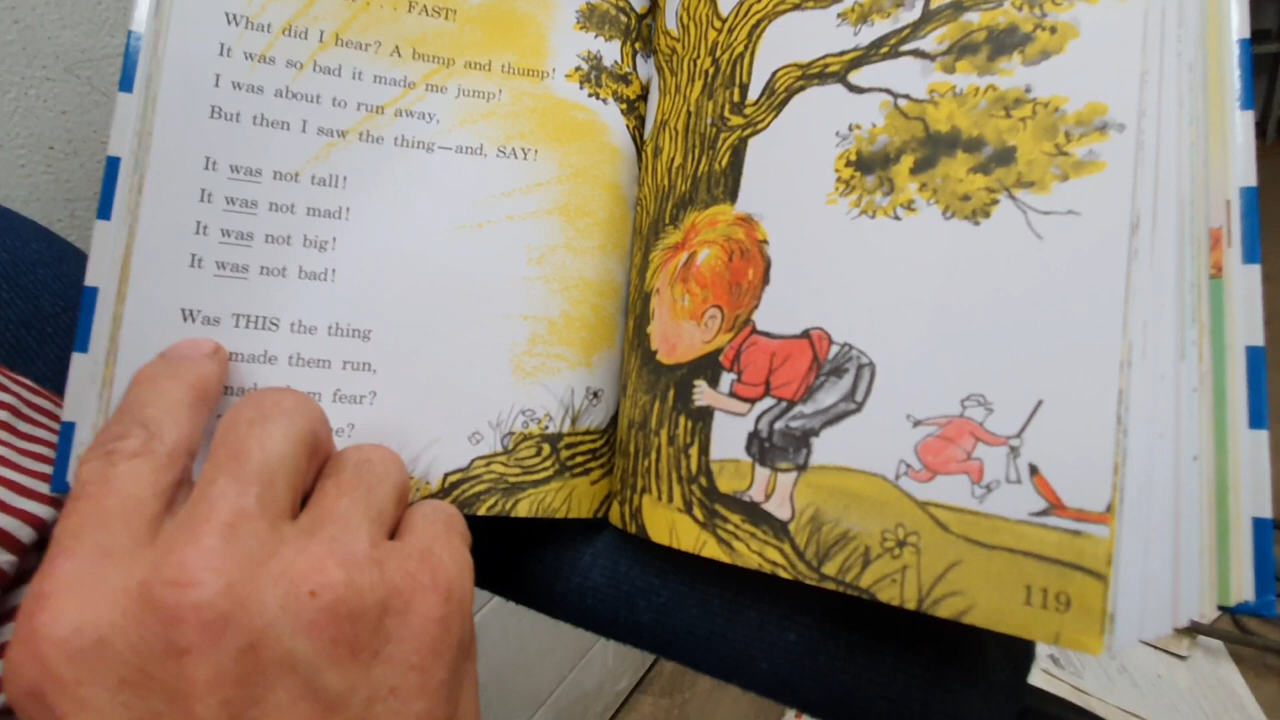 . . . FAST!
What did I hear? A bump and thump!
It was so bad it made me jump!
I was about to run away,
But then I saw the thing—and, SAY!
It was not tall!
It was not mad!
It was not big!
It was not bad!
Was THIS the thing
made them run,
fear?
119